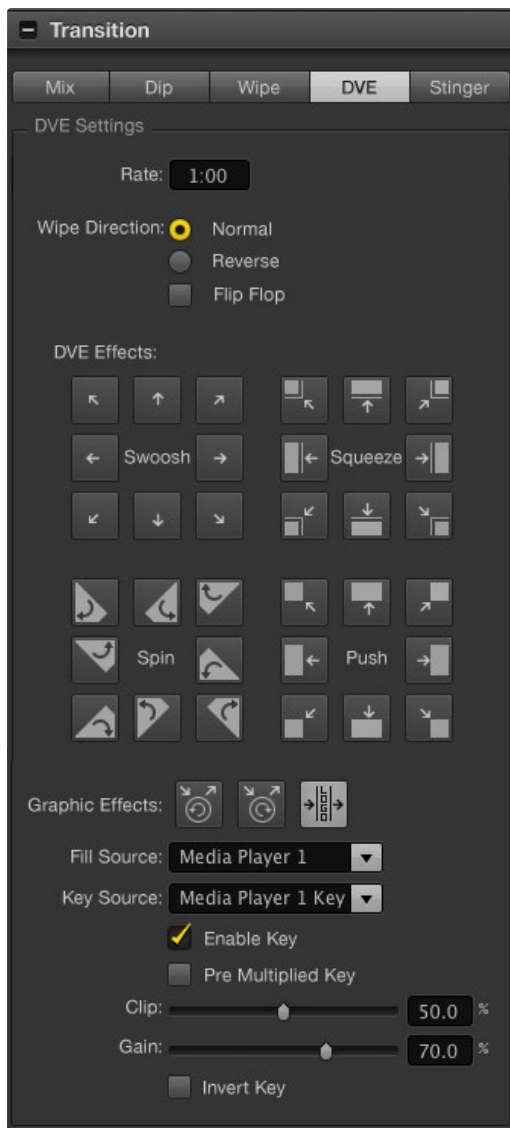 Transition
Mix Dip Wipe DVE Stinger
DVE Settings
Rate: 1:00
Wipe Direction: Normal
Reverse
Flip Flop
DVE Effects:
Swoosh Squeeze
Spin Push
Graphic Effects: LOGO
Fill Source: Media Player 1
Key Source: Media Player 1 Key
Enable Key
Pre Multiplied Key
Clip: 50.0 %
Gain: 70.0 %
Invert Key